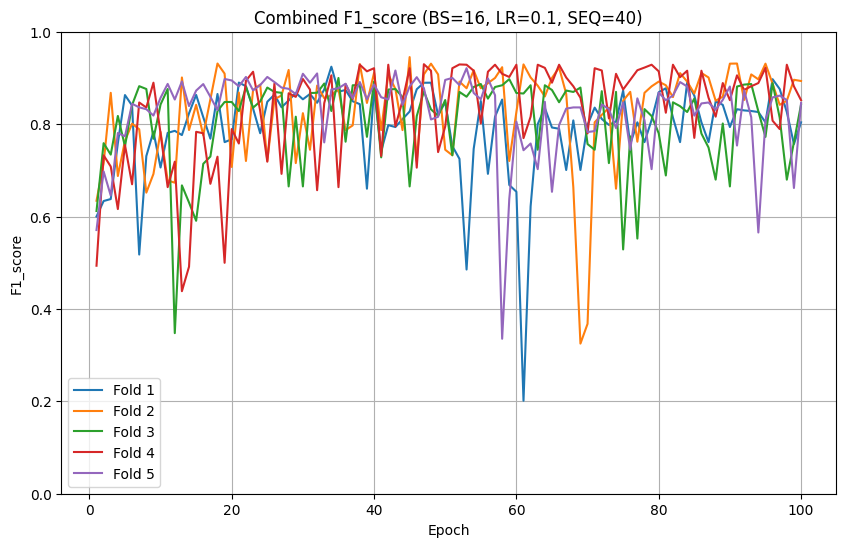 Combined F1_score (BS=16, LR=0.1, SEQ=40)
F1_score
1.0
0.8
0.6
0.4
0.2
0.0
Fold 1
Fold 2
Fold 3
Fold 4
Fold 5
0 20 40 60 80 100
Epoch